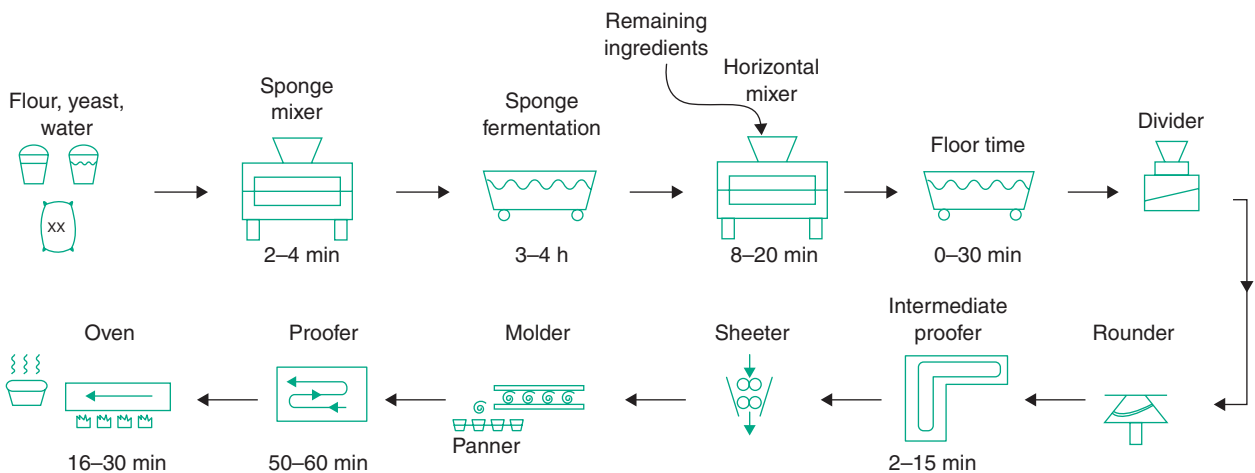 Remaining
ingredients
Flour, yeast,
water
XX
Sponge
mixer
2–4 min
Sponge
fermentation
3–4 h
Horizontal
mixer
8–20 min
Floor time
0–30 min
Divider
Rounder
Intermediate
proofer
2–15 min
Sheeter
Molder
Panner
Proofer
50–60 min
Oven
16–30 min